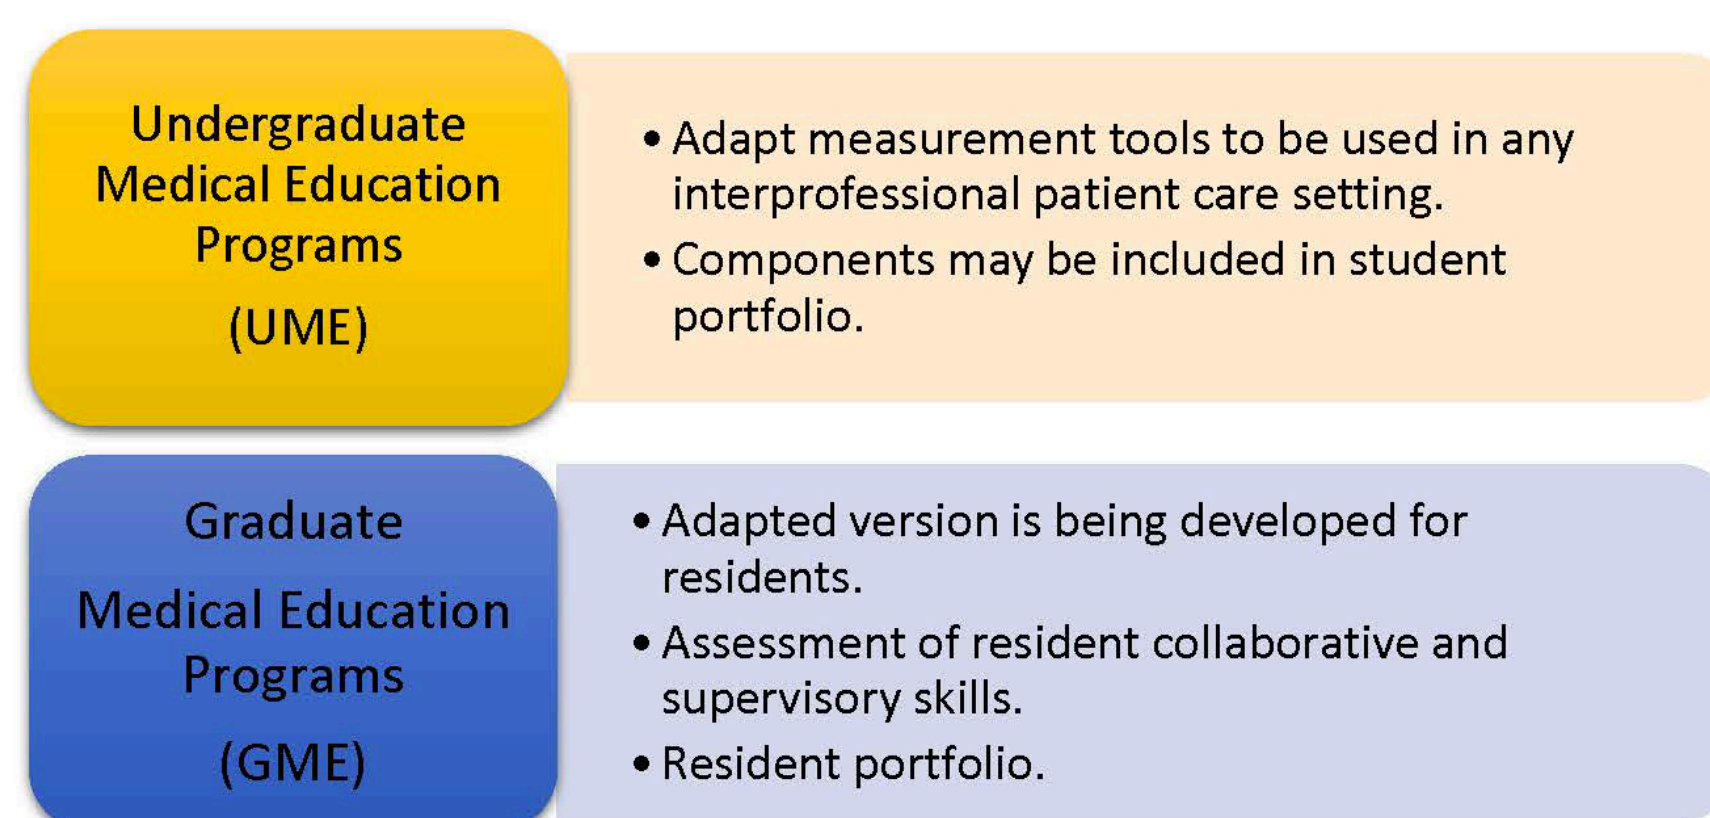 Undergraduate
Medical Education
Programs
(UME)
• Adapt measurement tools to be used in any
interprofessional patient care setting.
• Components may be included in student
portfolio.
Graduate
Medical Education
Programs
(GME)
• Adapted version is being developed for
residents.
• Assessment of resident collaborative and
supervisory skills.
• Resident portfolio.